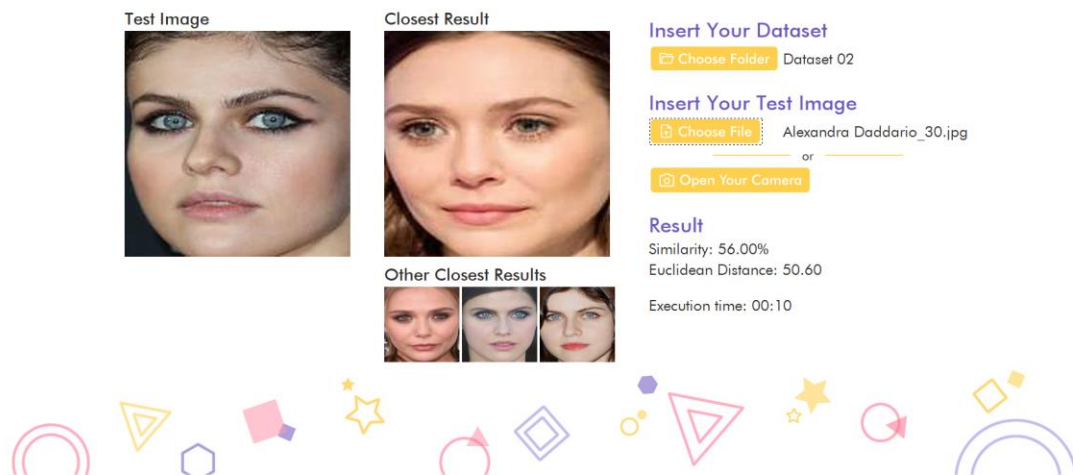 Test Image
Closest Result
Other Closest Results
Insert Your Dataset
Choose Folder Dataset 02
Insert Your Test Image
Choose File Alexandra Daddario_30.jpg
or
Open Your Camera
Result
Similarity: 56.00%
Euclidean Distance: 50.60
Execution time: 00:10